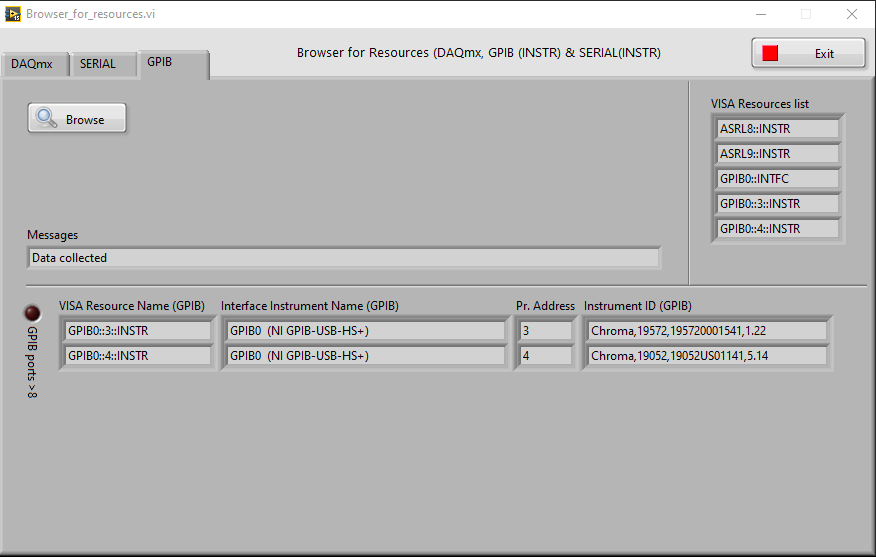 Browser_for_resources.vi
Browser for Resources (DAQmx, GPIB (INSTR) & SERIAL(INSTR)
Exit
DAQmx SERIAL GPIB
Browse
VISA Resources list
ASRL8::INSTR
ASRL9::INSTR
GPIB0::INTFC
GPIB0::3::INSTR
GPIB0::4::INSTR
Messages
Data collected
GPIB ports > 8
VISA Resource Name (GPIB) Interface Instrument Name (GPIB) Pr. Address Instrument ID (GPIB)
GPIB0::3::INSTR GPIB0 (NI GPIB-USB-HS+) 3 Chroma,19572,195720001541,1.22
GPIB0::4::INSTR GPIB0 (NI GPIB-USB-HS+) 4 Chroma,19052,19052US01141,5.14